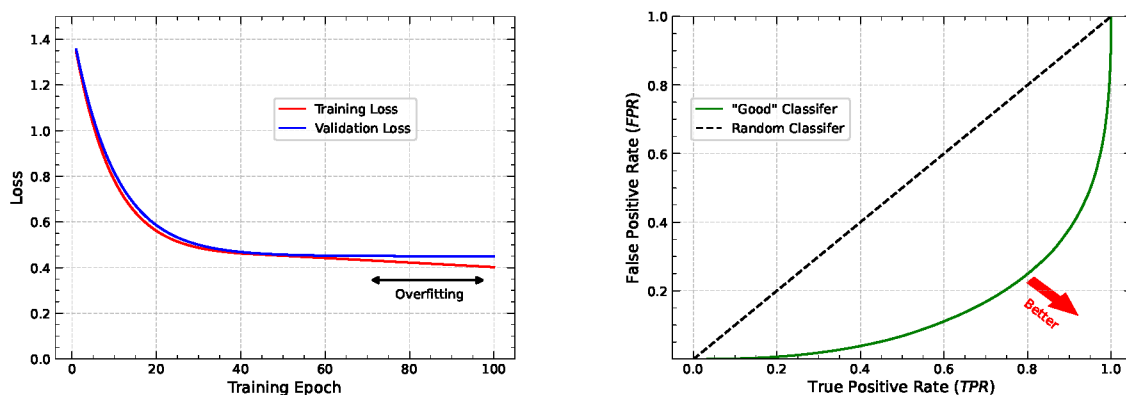 1.4
1.2
1.0
0.8
0.6
0.4
0.2
0.0
Loss
Training Loss
Validation Loss
Overfitting
0
20
40
60
80
100
Training Epoch
1.0
0.8
0.6
0.4
0.2
False Positive Rate (FPR)
"Good" Classifer
Random Classifer
Better
0.0
0.2
0.4
0.6
0.8
1.0
True Positive Rate (TPR)